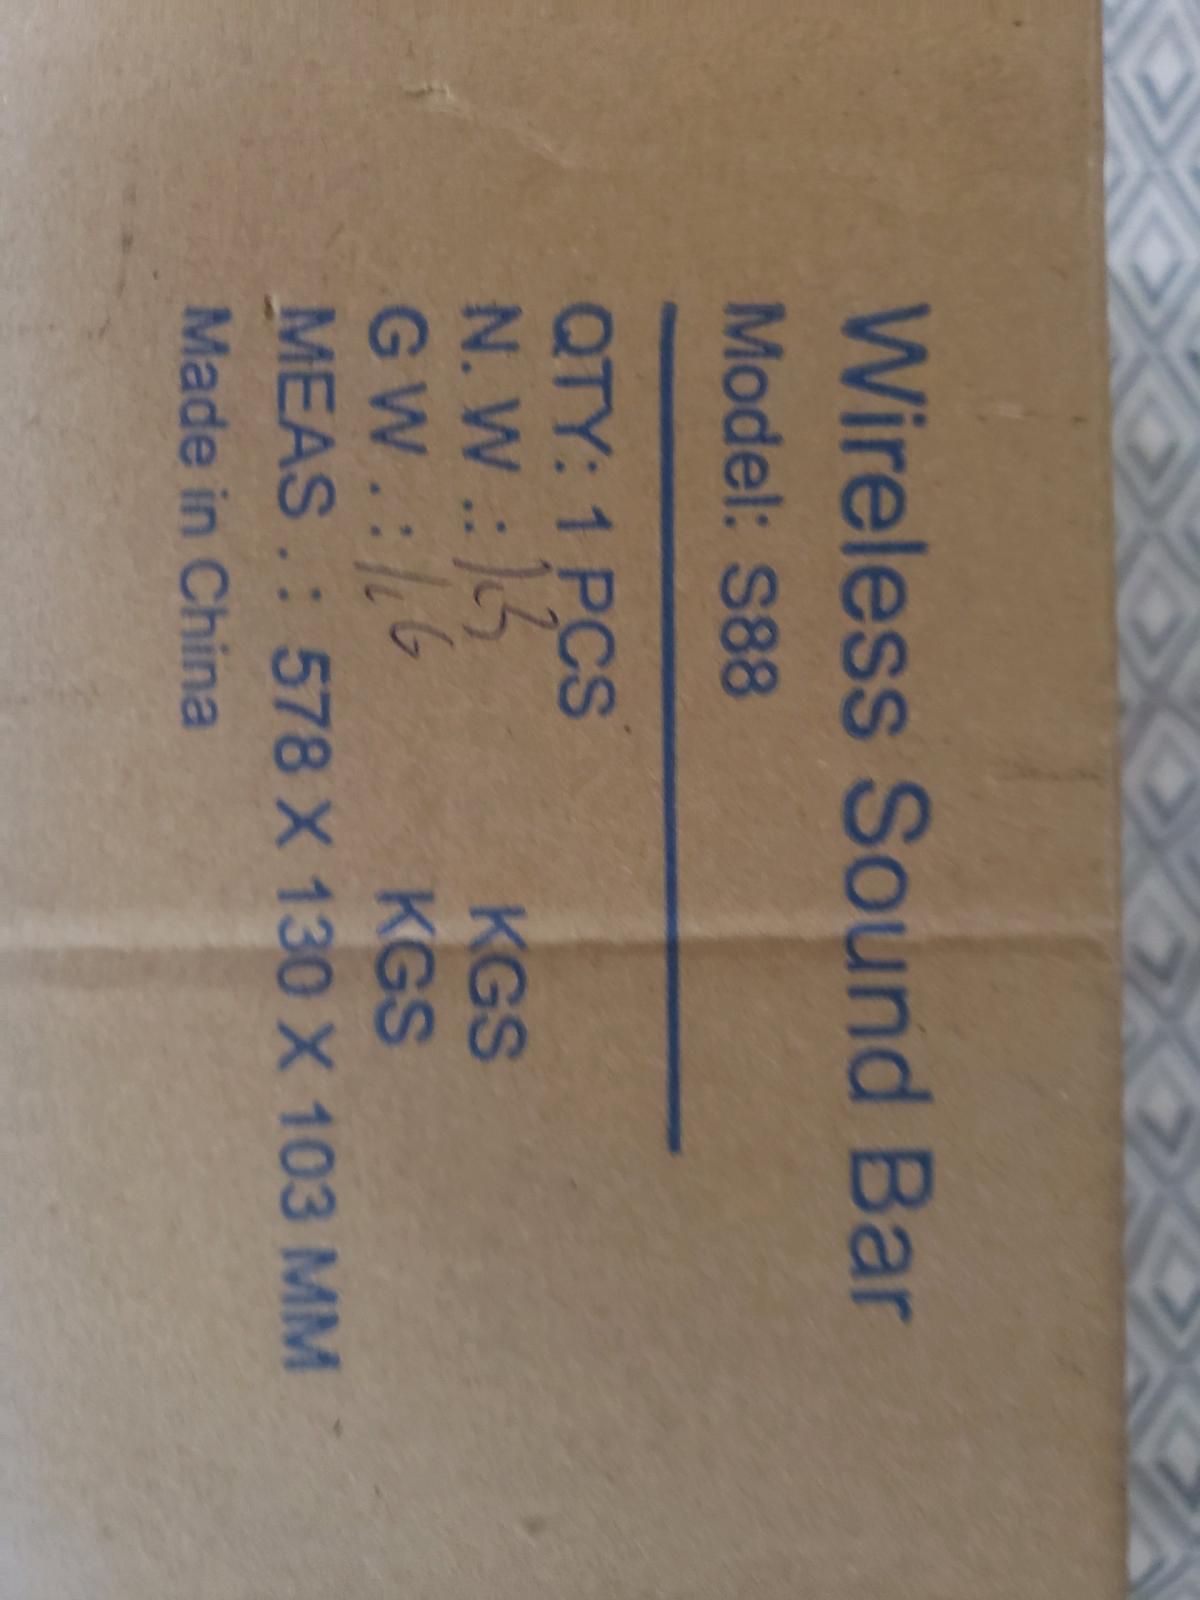 Wireless Sound Bar
Model: S88
QTY: 1 PCS
N. W .: 1.3 KGS
G W . : 1.6 KGS
MEAS . : 578 X 130 X 103 MM
Made in China